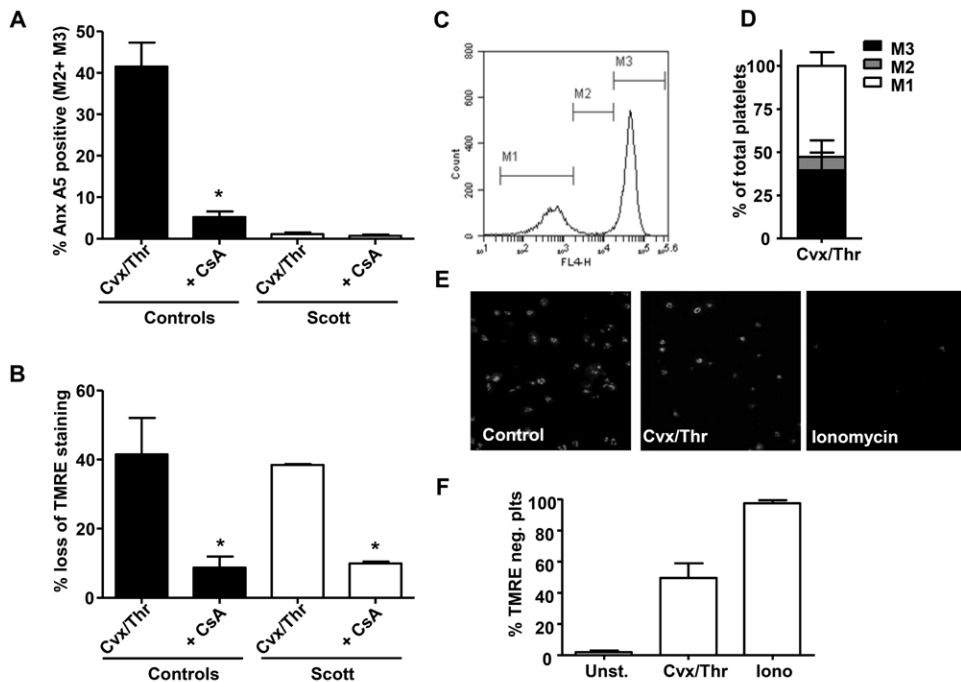 A
% Anx A5 positive (M2+ M3)
50
40
30
20
10
0
*
Cvx/Thr
+ CsA
Cvx/Thr
+ CsA
Controls
Scott
B
% loss of TMRE staining
60
40
20
0
*
*
Cvx/Thr
+ CsA
Cvx/Thr
+ CsA
Controls
Scott
C
Count
800
600
400
200
0
M1
M2
M3
FL4-H
D
% of total platelets
100
75
50
25
0
Cvx/Thr
M3
M2
M1
E
Control
Cvx/Thr
Ionomycin
F
% TMRE neg. plts
100
80
60
40
20
0
Unst.
Cvx/Thr
Iono